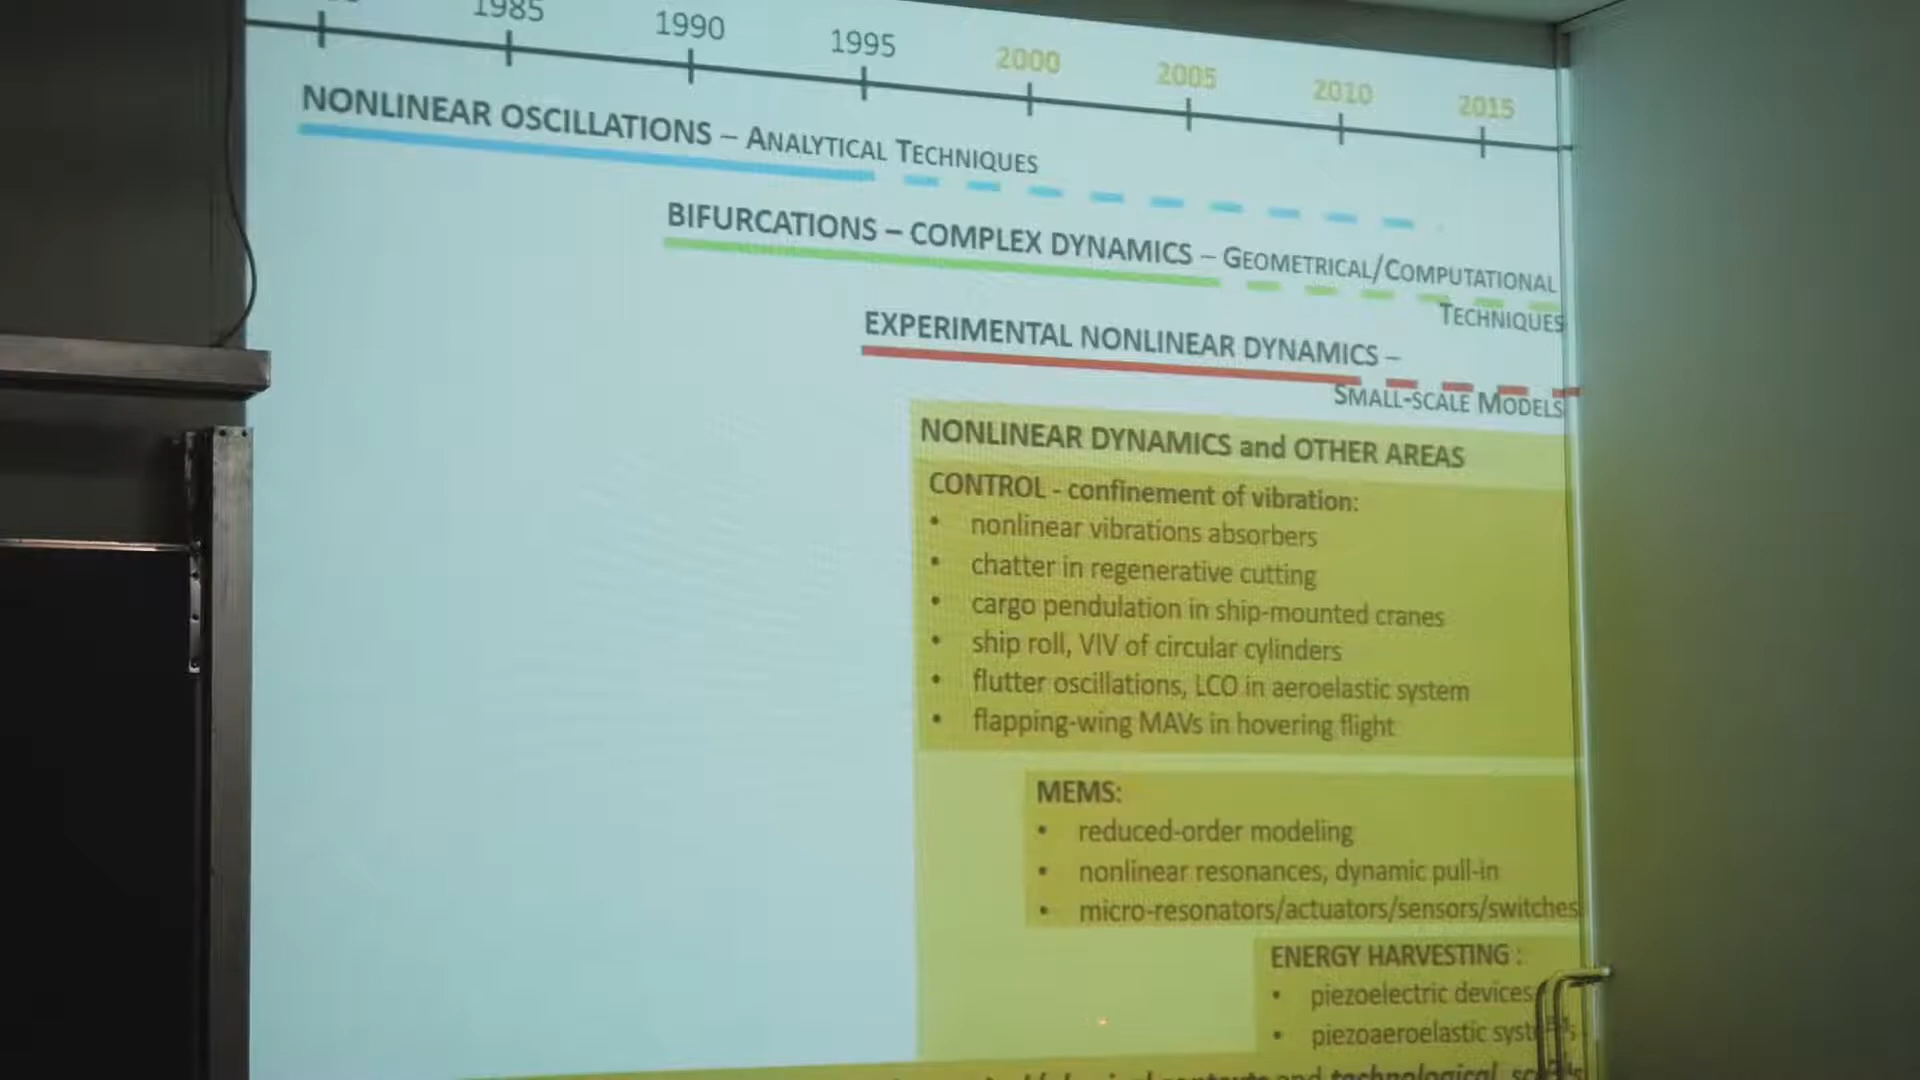 1985 1990 1995 2000 2005 2010 2015
NONLINEAR OSCILLATIONS – ANALYTICAL TECHNIQUES
BIFURCATIONS – COMPLEX DYNAMICS – GEOMETRICAL/COMPUTATIONAL
TECHNIQUES
EXPERIMENTAL NONLINEAR DYNAMICS –
SMALL-SCALE MODELS
NONLINEAR DYNAMICS and OTHER AREAS
CONTROL - confinement of vibration:
• nonlinear vibrations absorbers
• chatter in regenerative cutting
• cargo pendulation in ship-mounted cranes
• ship roll, VIV of circular cylinders
• flutter oscillations, LCO in aeroelastic system
• flapping-wing MAVs in hovering flight
MEMS:
• reduced-order modeling
• nonlinear resonances, dynamic pull-in
• micro-resonators/actuators/sensors/switches
ENERGY HARVESTING :
• piezoelectric devices
• piezoaeroelastic
and technological